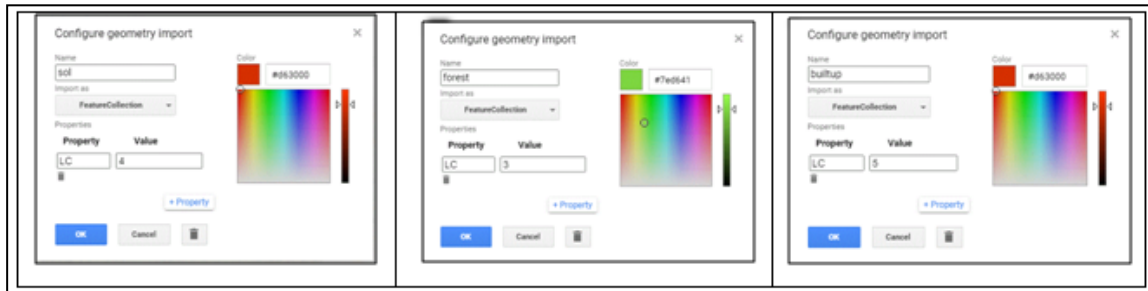 Configure geometry import
Name
sol
Color
#d63000
Import as
FeatureCollection
Properties
Property Value
LC 4
+ Property
OK Cancel
Configure geometry import
Name
forest
Color
#7ed641
Import as
FeatureCollection
Properties
Property Value
LC 3
+ Property
OK Cancel
Configure geometry import
Name
builtup
Color
#d63000
Import as
FeatureCollection
Properties
Property Value
LC 5
+ Property
OK Cancel